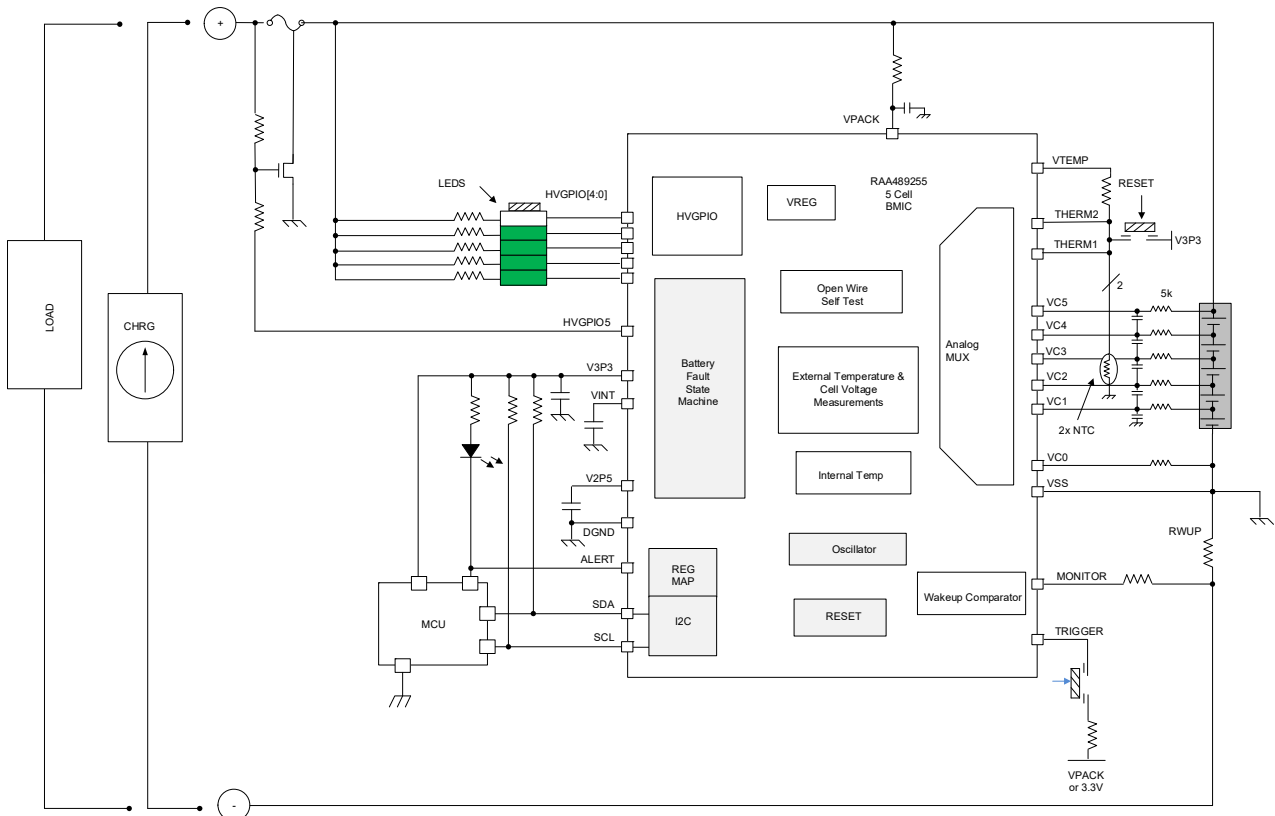 +
VPACK
VTEMP
RESET
LEDS
HVGPIO[4:0]
HVGPIO
VREG
RAA489255
5 Cell
BMIC
THERM2
V3P3
THERM1
2
Open Wire
Self Test
VC5
5k
HVGPIO5
VC4
LOAD
CHRG
Analog
MUX
VC3
Battery
Fault
State
Machine
External Temperature &
Cell Voltage
Measurements
V3P3
VC2
VINT
VC1
2x NTC
VC0
Internal Temp
V2P5
VSS
DGND
RWUP
Oscillator
ALERT
REG
MAP
MONITOR
Wakeup Comparator
SDA
MCU
I2C
RESET
SCL
TRIGGER
VPACK
or 3.3V
-